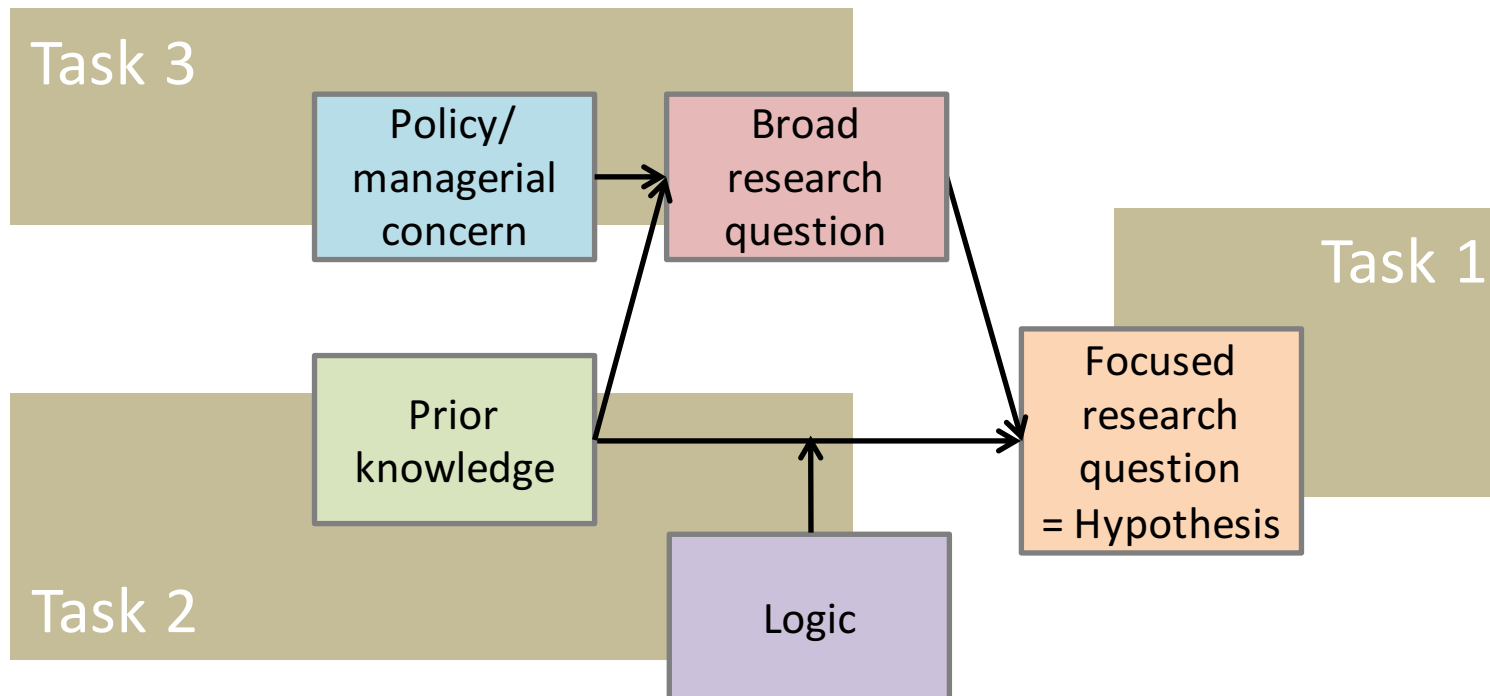 Task 3
Policy/
managerial
concern
Broad
research
question
Task 1
Prior
knowledge
Focused
research
question
= Hypothesis
Task 2
Logic